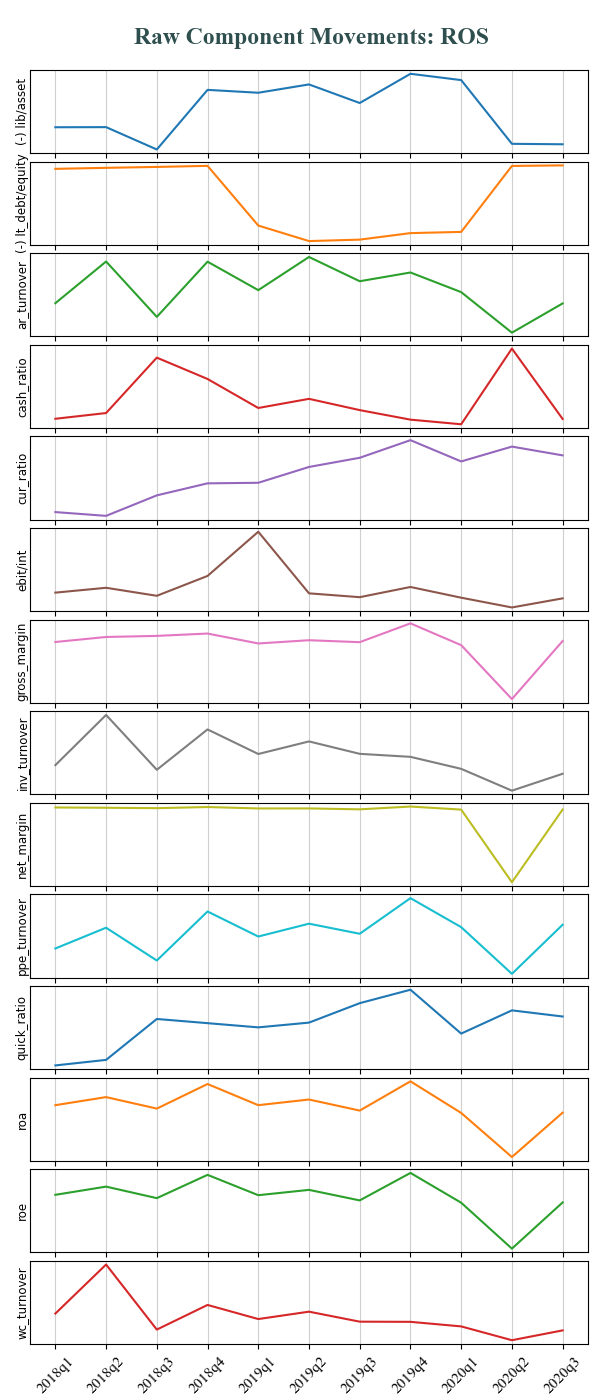 Raw Component Movements: ROS
(-) lib/asset
(-) lt_debt/equity
ar_turnover
cash_ratio
cur_ratio
ebit/int
gross_margin
inv_turnover
net_margin
ppe_turnover
quick_ratio
roa
roe
wc_turnover
2018q1 2018q2 2018q3 2018q4 2019q1 2019q2 2019q3 2019q4 2020q1 2020q2 2020q3